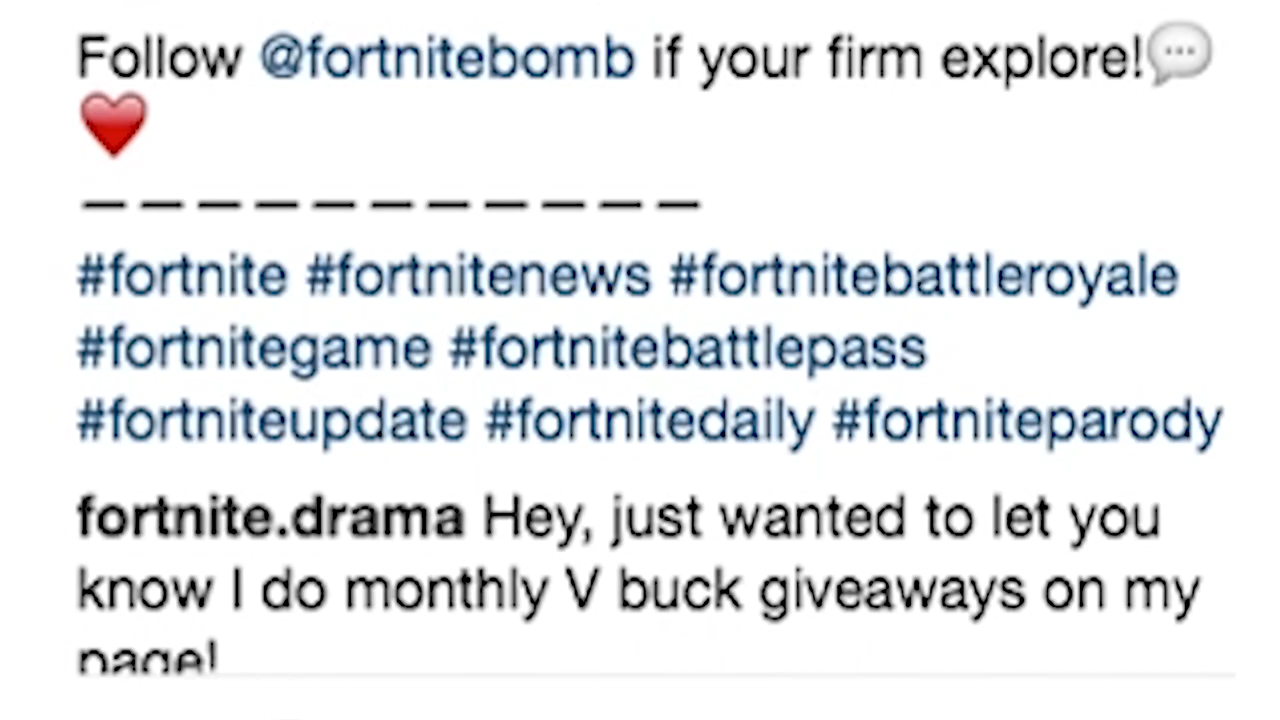 Follow @fortnitebomb if your firm explore!💬
❤️
— — — — — — — — — — —
#fortnite #fortnitenews #fortnitebattleroyale
#fortnitegame #fortnitebattlepass
#fortniteupdate #fortnitedaily #fortniteparody
fortnite.drama Hey, just wanted to let you
know I do monthly V buck giveaways on my
page!